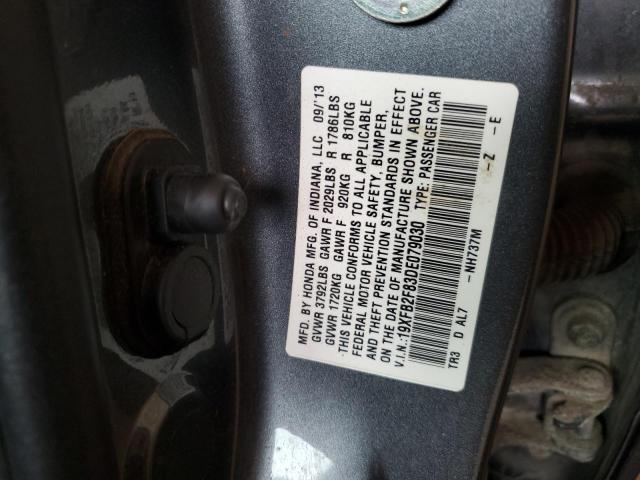 MFD. BY HONDA MFG. OF INDIANA, LLC 09/'13
GVWR 3792LBS GAWR F 2029LBS R 1786LBS
GVWR 1720KG GAWR F 920KG R 810KG
THIS VEHICLE CONFORMS TO ALL APPLICABLE
FEDERAL MOTOR VEHICLE SAFETY, BUMPER,
AND THEFT PREVENTION STANDARDS IN EFFECT
ON THE DATE OF MANUFACTURE SHOWN ABOVE.
V.I.N.:19XFB2F83DE079030 TYPE: PASSENGER CAR
TR3 D AL7 -NH737M -Z -E